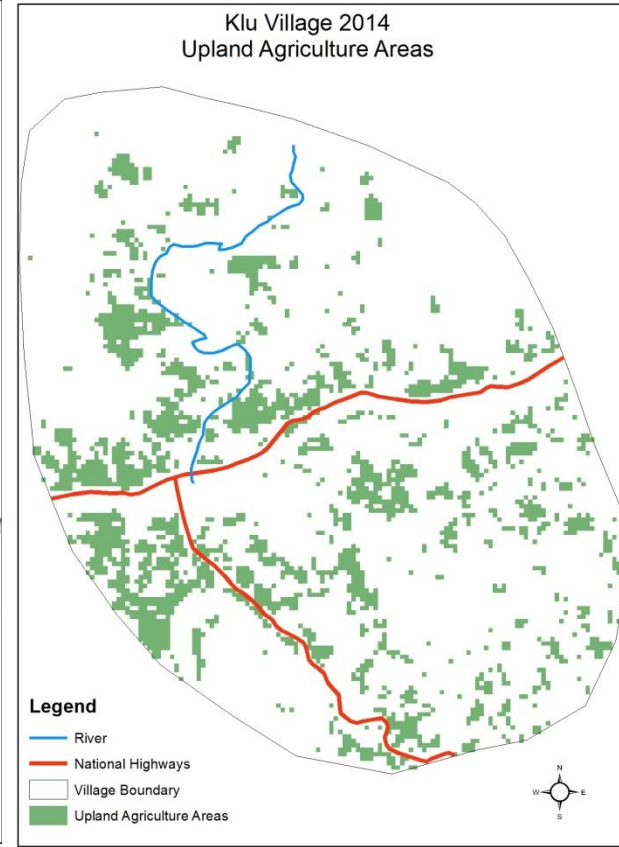 Klu Village 2014
Upland Agriculture Areas
Legend
River
National Highways
Village Boundary
Upland Agriculture Areas
N
W E
S